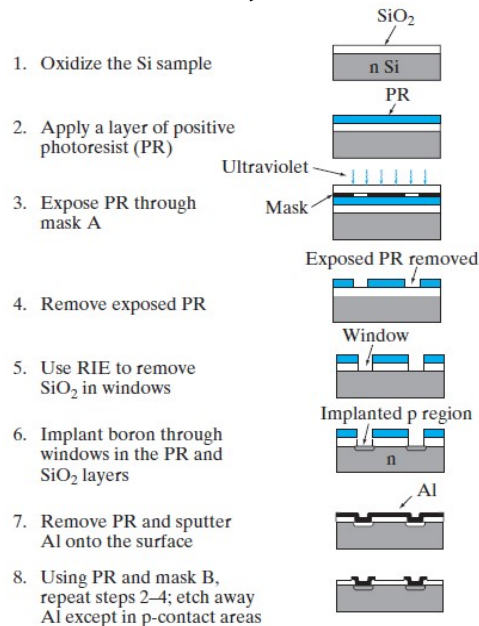 SiO2
1. Oxidize the Si sample
n Si
PR
2. Apply a layer of positive
photoresist (PR)
Ultraviolet
3. Expose PR through
mask A
Mask
Exposed PR removed
4. Remove exposed PR
Window
5. Use RIE to remove
SiO2 in windows
Implanted p region
6. Implant boron through
windows in the PR and
SiO2 layers
n
Al
7. Remove PR and sputter
Al onto the surface
8. Using PR and mask B,
repeat steps 2–4; etch away
Al except in p-contact areas